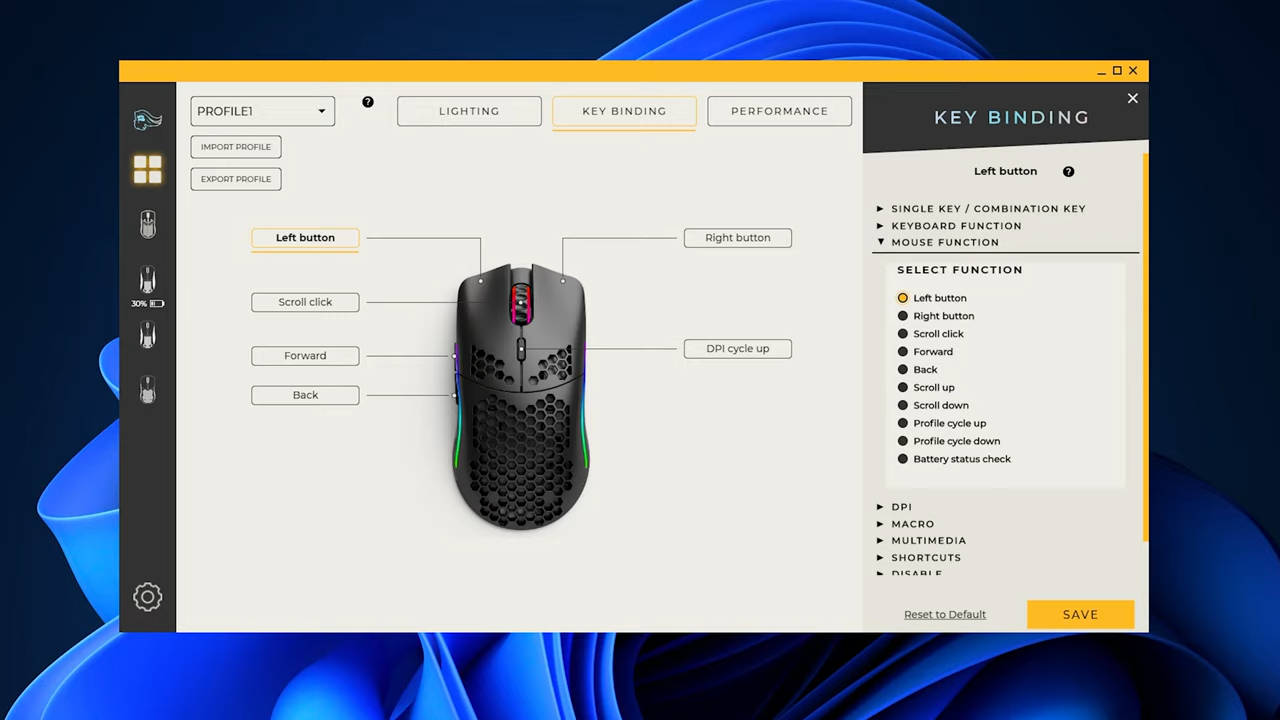 PROFILE1
?
LIGHTING
KEY BINDING
PERFORMANCE
IMPORT PROFILE
EXPORT PROFILE
30%
Left button
Scroll click
Forward
Back
Right button
DPI cycle up
KEY BINDING
Left button ?
SINGLE KEY / COMBINATION KEY
KEYBOARD FUNCTION
MOUSE FUNCTION
SELECT FUNCTION
Left button
Right button
Scroll click
Forward
Back
Scroll up
Scroll down
Profile cycle up
Profile cycle down
Battery status check
DPI
MACRO
MULTIMEDIA
SHORTCUTS
DISABLE
Reset to Default
SAVE